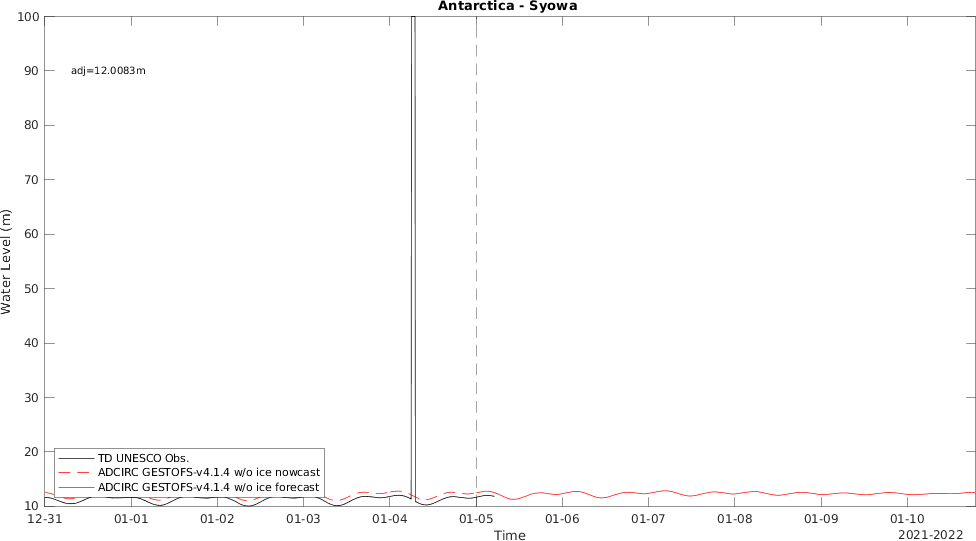 Antarctica - Syowa
adj=12.0083m
Water Level (m)
100
90
80
70
60
50
40
30
20
10
TD UNESCO Obs.
ADCIRC GESTOFS-v4.1.4 w/o ice nowcast
ADCIRC GESTOFS-v4.1.4 w/o ice forecast
12-31 01-01 01-02 01-03 01-04 01-05 01-06 01-07 01-08 01-09 01-10
Time
2021-2022